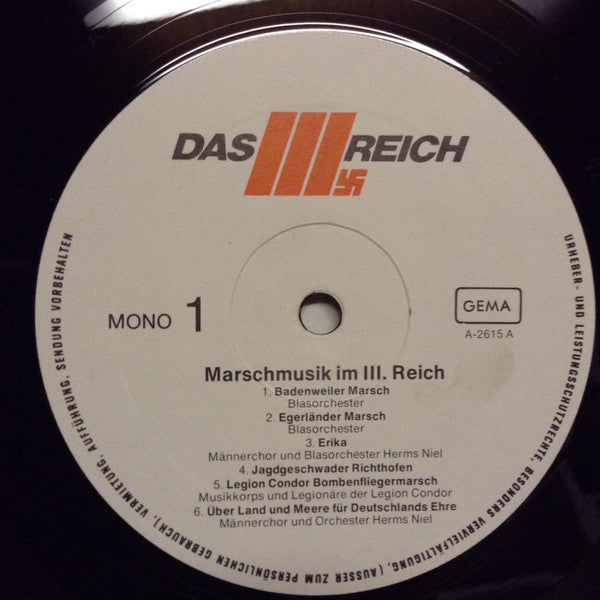 DAS III REICH
MONO 1
GEMA
A-2615 A
Marschmusik im III. Reich
1. Badenweiler Marsch
Blasorchester
2. Egerländer Marsch
Blasorchester
3. Erika
Männerchor und Blasorchester Herms Niel
4. Jagdgeschwader Richthofen
5. Legion Condor Bombenfliegermarsch
Musikkorps und Legionäre der Legion Condor
6. Über Land und Meere für Deutschlands Ehre
Männerchor und Orchester Herms Niel
URHEBER- UND LEISTUNGSSCHUTZRECHTE, BESONDERS VERVIELFÄLTIGUNG, (AUSSER ZUM PERSÖNLICHEN GEBRAUCH), VERMIETUNG, AUFFÜHRUNG, SENDUNG VORBEHALTEN